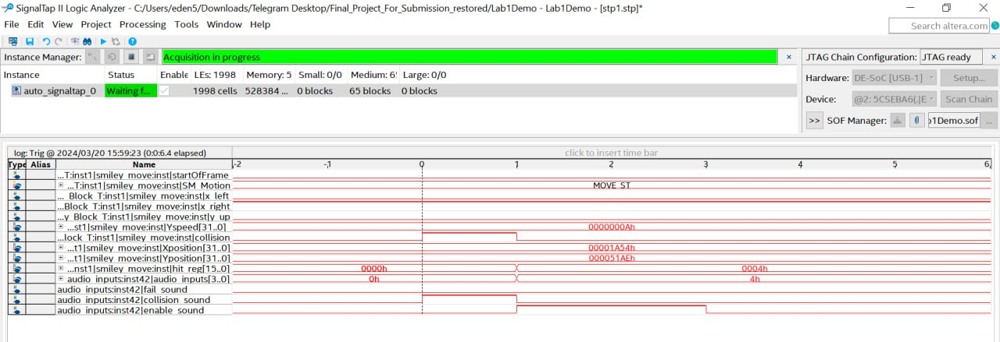 SignalTap II Logic Analyzer - C:/Users/eden5/Downloads/Telegram Desktop/Final_Project_For_Submission_restored/Lab1Demo - Lab1Demo - [stp1.stp]*
File Edit View Project Processing Tools Window Help
Search altera.com
Instance Manager: Acquisition in progress
JTAG Chain Configuration: JTAG ready
Instance Status Enable LEs: 1998 Memory: 5 Small: 0/0 Medium: 6! Large: 0/0
auto_signaltap_0 Waiting f... 1998 cells 528384 ... 0 blocks 65 blocks 0 blocks
Hardware: DE-SoC [USB-1] Setup...
Device: @2: 5CSEBA6(.|E Scan Chain
>> SOF Manager: ɔ1Demo.sof ...
log: Trig @ 2024/03/20 15:59:23 (0:0:6.4 elapsed)
click to insert time bar
Type Alias Name -2 -1 0 1 2 3 4 5 6
...T:inst1|smiley_move:inst|startOfFrame
...T:inst1|smiley_move:inst|SM_Motion MOVE_ST
..._Block_T:inst1|smiley_move:inst|x_left
...Block_T:inst1|smiley_move:inst|x_right
...y_Block_T:inst1|smiley_move:inst|y_up
...st1|smiley_move:inst|Yspeed[31..0] 0000000Ah
...lock_T:inst1|smiley_move:inst|collision
...t1|smiley_move:inst|Xposition[31..0] 00001A54h
...t1|smiley_move:inst|Yposition[31..0] 000051AEh
...nst1|smiley_move:inst|hit_reg[15..0] 0000h 0004h
audio_inputs:inst42|audio_inputs[3..0] 0h 4h
audio_inputs:inst42|fail_sound
audio_inputs:inst42|collision_sound
audio_inputs:inst42|enable_sound